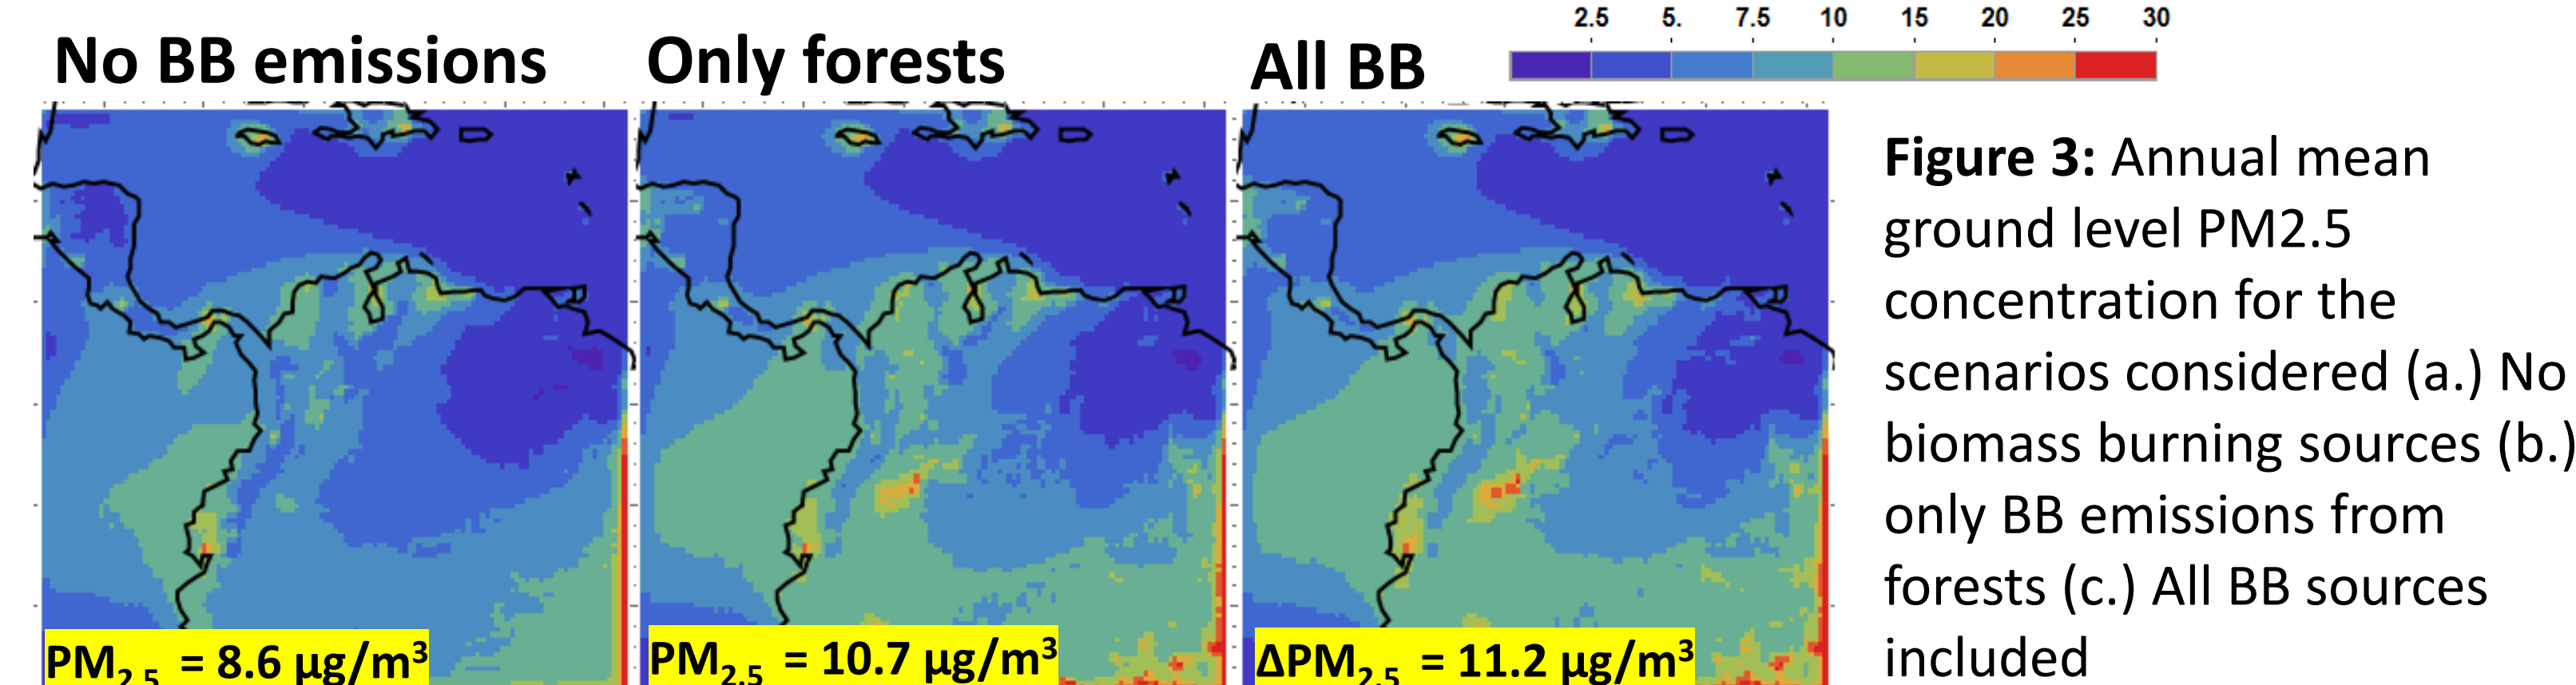 2.5 5. 7.5 10 15 20 25 30
No BB emissions
Only forests
All BB
PM2.5 = 8.6 µg/m³
PM2.5 = 10.7 µg/m³
ΔPM2.5 = 11.2 µg/m³
Figure 3: Annual mean
ground level PM2.5
concentration for the
scenarios considered (a.) No
biomass burning sources (b.)
only BB emissions from
forests (c.) All BB sources
included